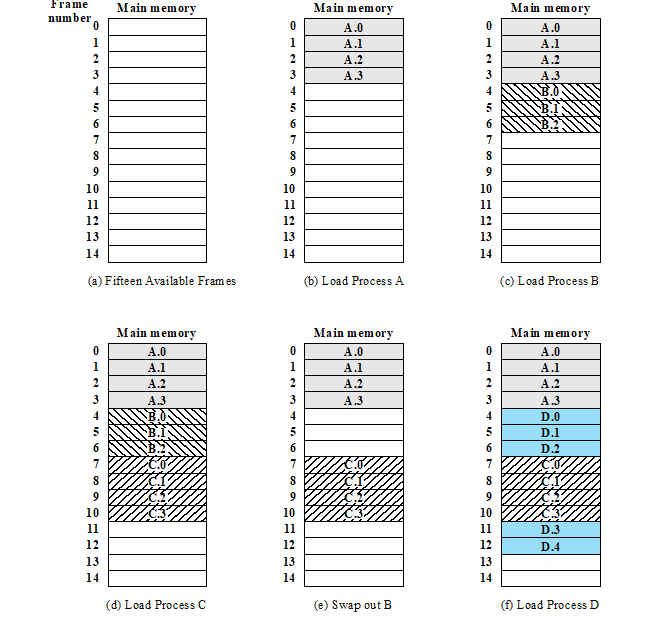 Frame
number
Main memory
0
1
2
3
4
5
6
7
8
9
10
11
12
13
14
(a) Fifteen Available Frames
Main memory
0 A.0
1 A.1
2 A.2
3 A.3
4
5
6
7
8
9
10
11
12
13
14
(b) Load Process A
Main memory
0 A.0
1 A.1
2 A.2
3 A.3
4 B.0
5 B.1
6 B.2
7
8
9
10
11
12
13
14
(c) Load Process B
Main memory
0 A.0
1 A.1
2 A.2
3 A.3
4 B.0
5 B.1
6 B.2
7 C.0
8 C.1
9 C.2
10 C.3
11
12
13
14
(d) Load Process C
Main memory
0 A.0
1 A.1
2 A.2
3 A.3
4
5
6
7 C.0
8 C.1
9 C.2
10 C.3
11
12
13
14
(e) Swap out B
Main memory
0 A.0
1 A.1
2 A.2
3 A.3
4 D.0
5 D.1
6 D.2
7 C.0
8 C.1
9 C.2
10 C.3
11 D.3
12 D.4
13
14
(f) Load Process D